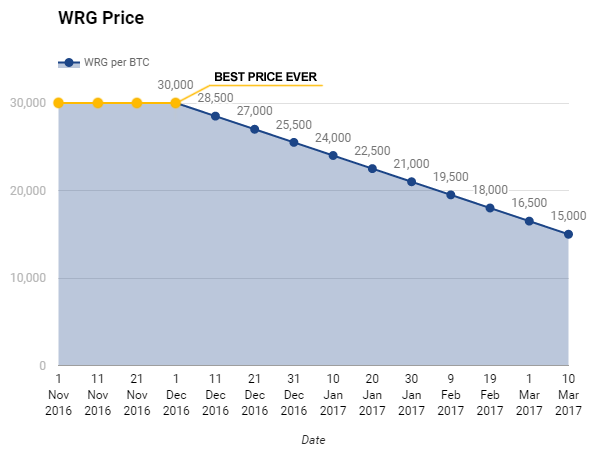 WRG Price
WRG per BTC
BEST PRICE EVER
30,000
28,500
27,000
25,500
24,000
22,500
21,000
19,500
18,000
16,500
15,000
30,000
20,000
10,000
0
1 11 21 1 11 21 31 10 20 30 9 19 1 10
Nov Nov Nov Dec Dec Dec Dec Jan Jan Jan Feb Feb Mar Mar
2016 2016 2016 2016 2016 2016 2016 2017 2017 2017 2017 2017 2017 2017
Date